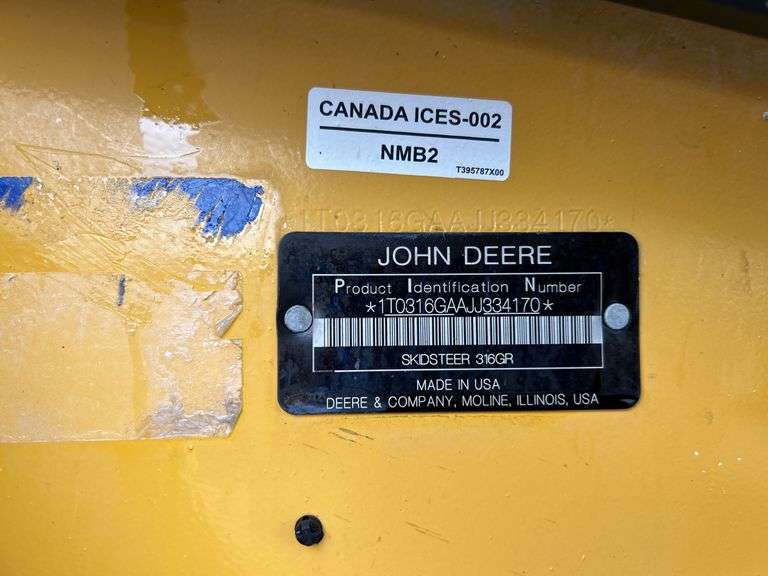 CANADA ICES-002
NMB2
T395787X00
*1T0316GAAJJ334170*
JOHN DEERE
Product Identification Number
*1T0316GAAJJ334170*
SKIDSTEER 316GR
MADE IN USA
DEERE & COMPANY, MOLINE, ILLINOIS, USA